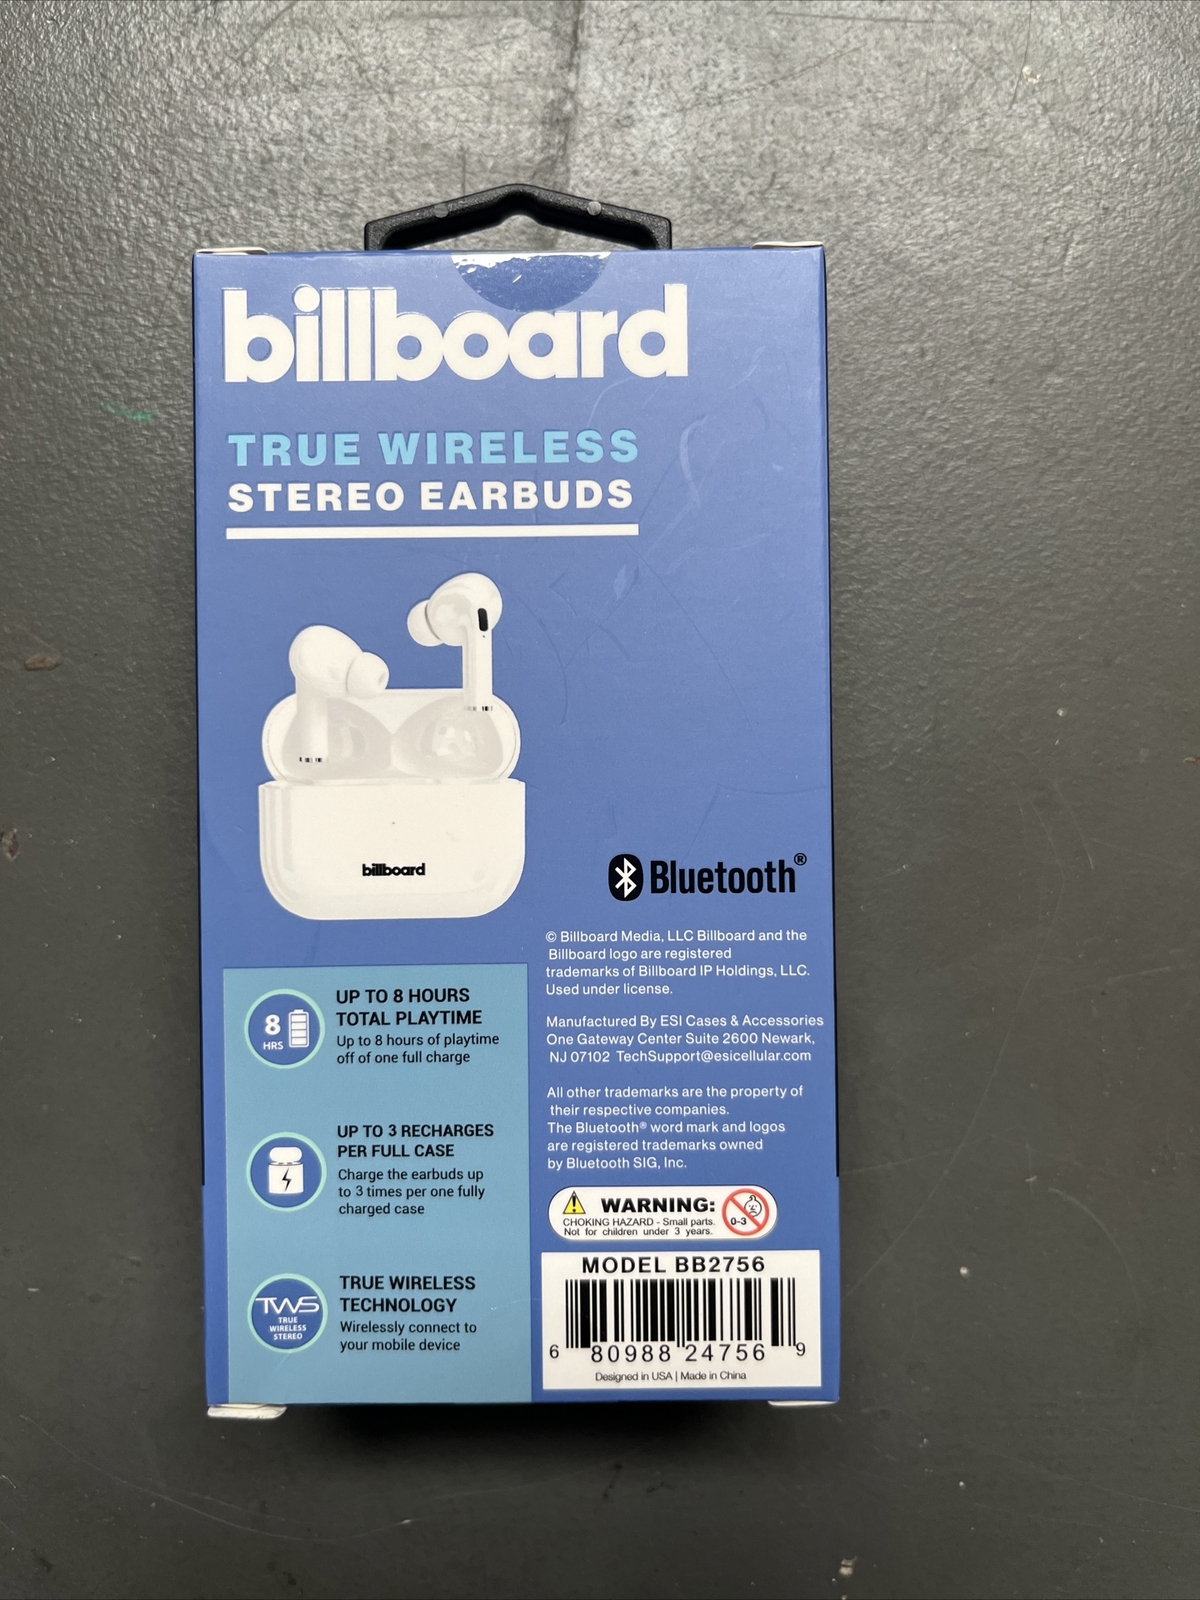 billboard
TRUE WIRELESS
STEREO EARBUDS
billboard
Bluetooth®
© Billboard Media, LLC Billboard and the
Billboard logo are registered
trademarks of Billboard IP Holdings, LLC.
Used under license.
Manufactured By ESI Cases & Accessories
One Gateway Center Suite 2600 Newark,
NJ 07102 TechSupport@esicellular.com
All other trademarks are the property of
their respective companies.
The Bluetooth® word mark and logos
are registered trademarks owned
by Bluetooth SIG, Inc.
WARNING:
CHOKING HAZARD - Small parts.
Not for children under 3 years.
0-3
MODEL BB2756
6 80988 24756 9
Designed in USA | Made in China
8
HRS
UP TO 8 HOURS
TOTAL PLAYTIME
Up to 8 hours of playtime
off of one full charge
UP TO 3 RECHARGES
PER FULL CASE
Charge the earbuds up
to 3 times per one fully
charged case
TWS
TRUE
WIRELESS
STEREO
TRUE WIRELESS
TECHNOLOGY
Wirelessly connect to
your mobile device